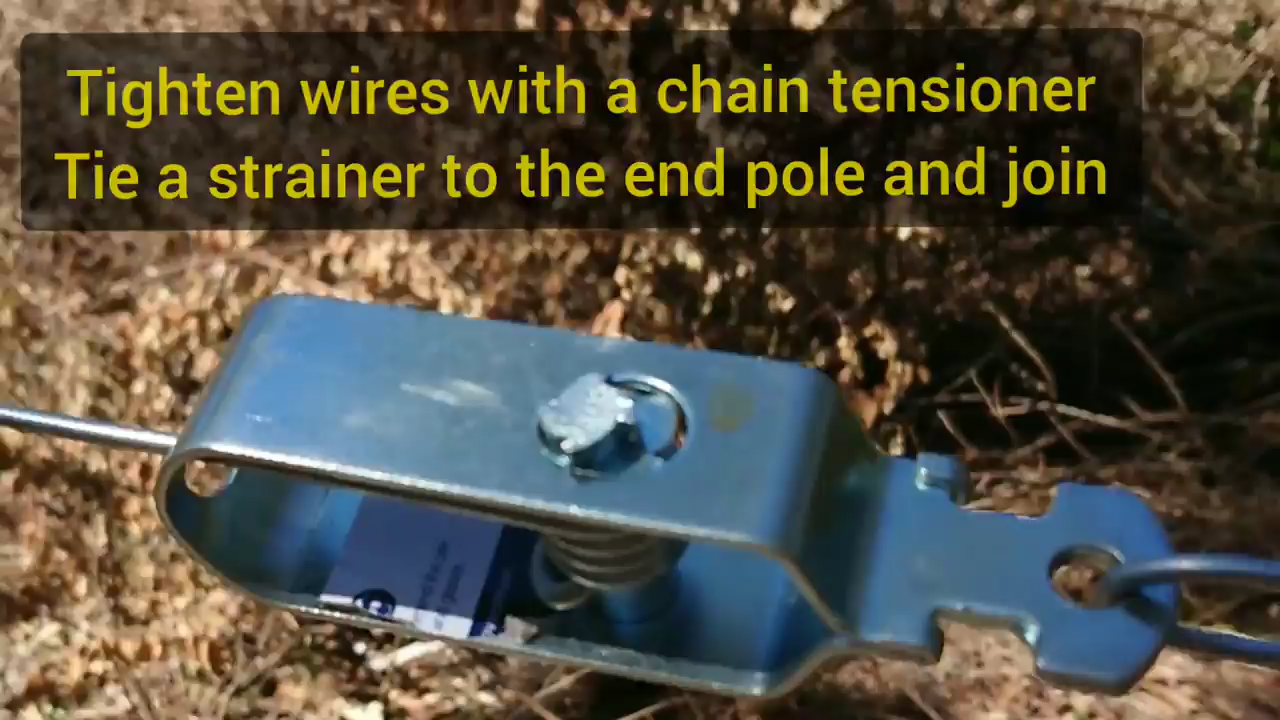 Tighten wires with a chain tensioner
Tie a strainer to the end pole and join